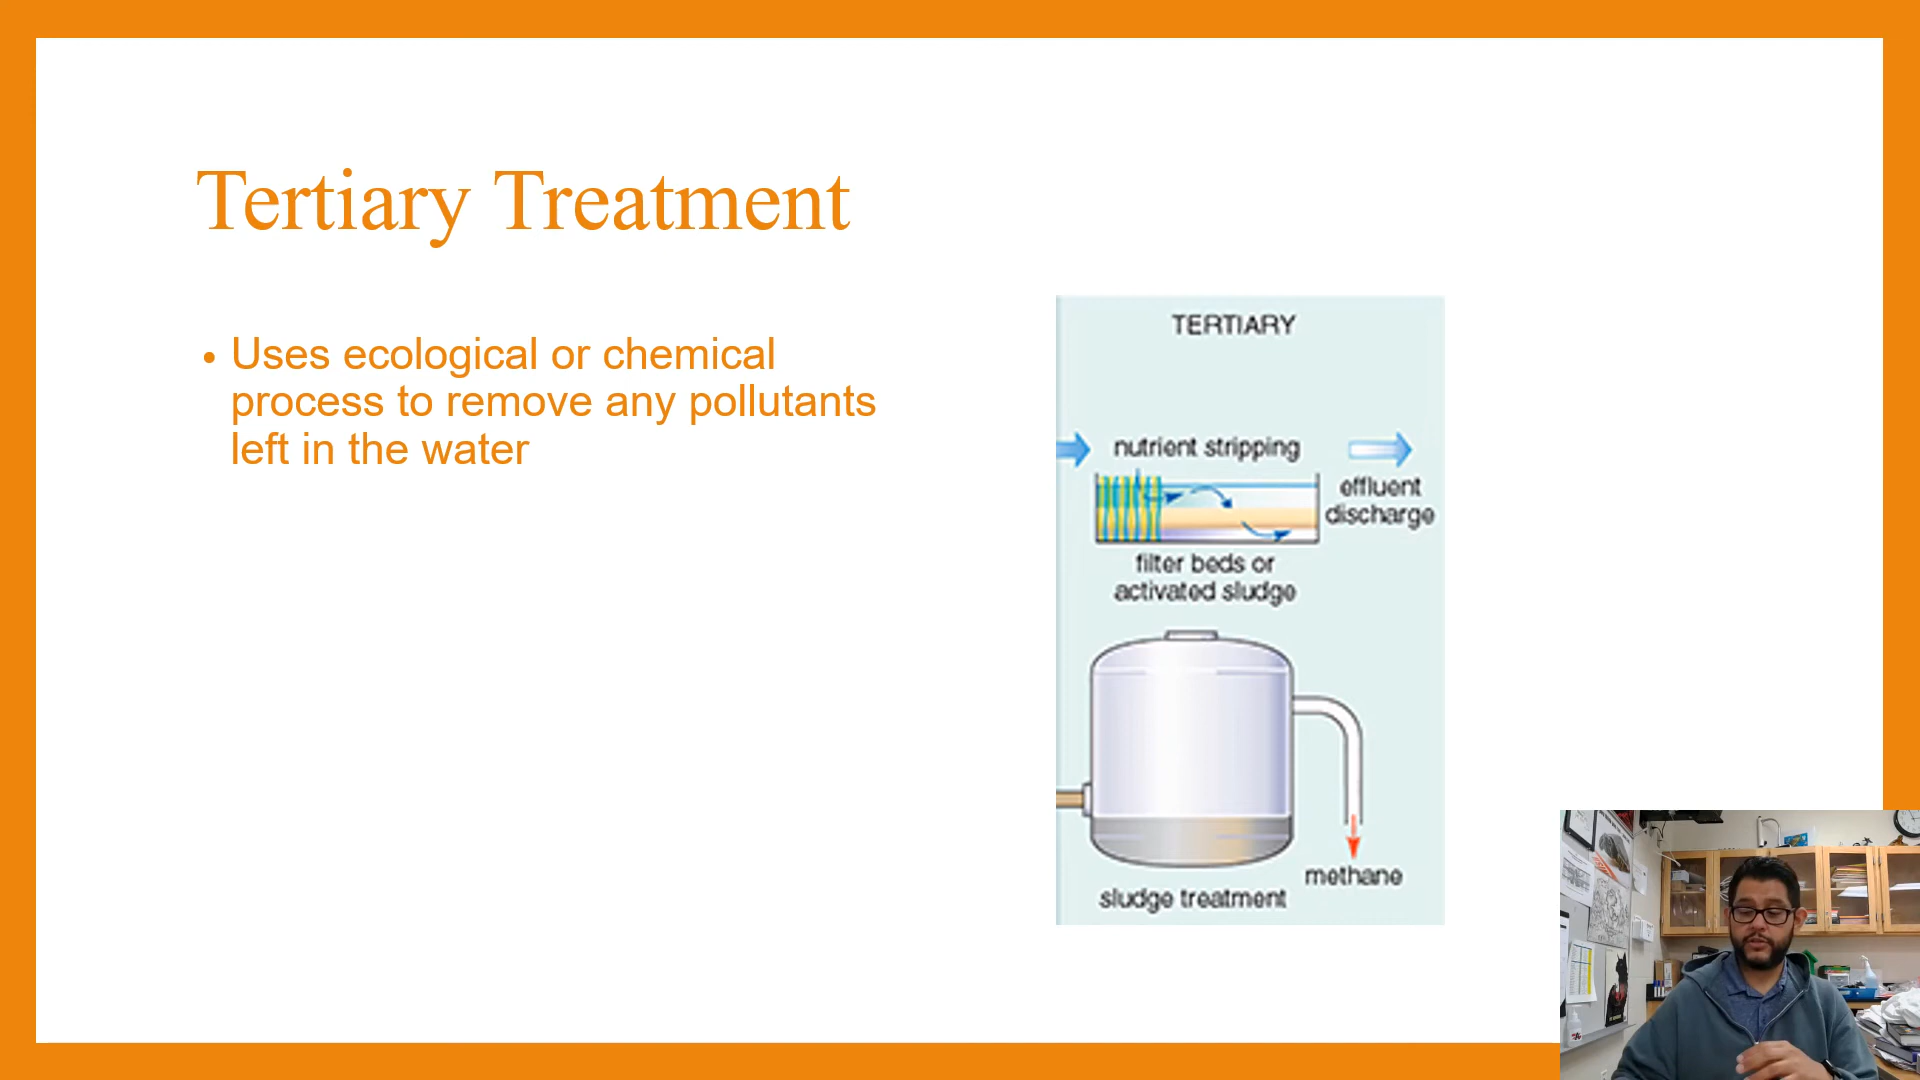 Tertiary Treatment
• Uses ecological or chemical
process to remove any pollutants
left in the water
TERTIARY
nutrient stripping
effluent
discharge
filter beds or
activated sludge
methane
sludge treatment